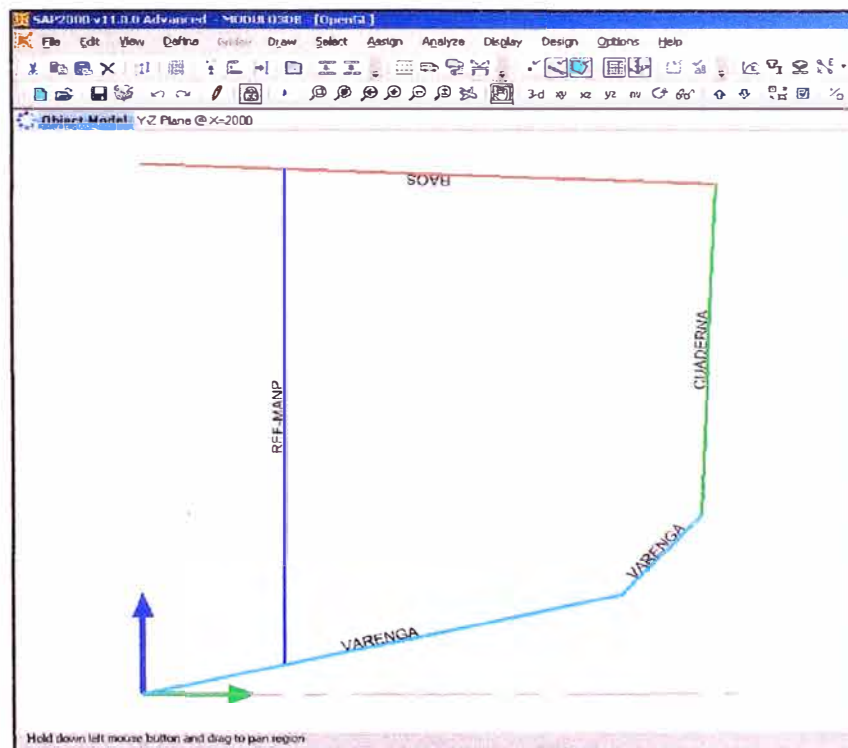 SAP2000 v11.0.0 Advanced - MODULO3DB - [OpenGL]
File Edit View Define Draw Select Assign Analyze Display Design Options Help
3-d xy xz yz nv
Object Model Y-Z Plane @ X=2000
BAOS
CUADERNA
REF-MANP
VARENGA
VARENGA
Hold down left mouse button and drag to pan region